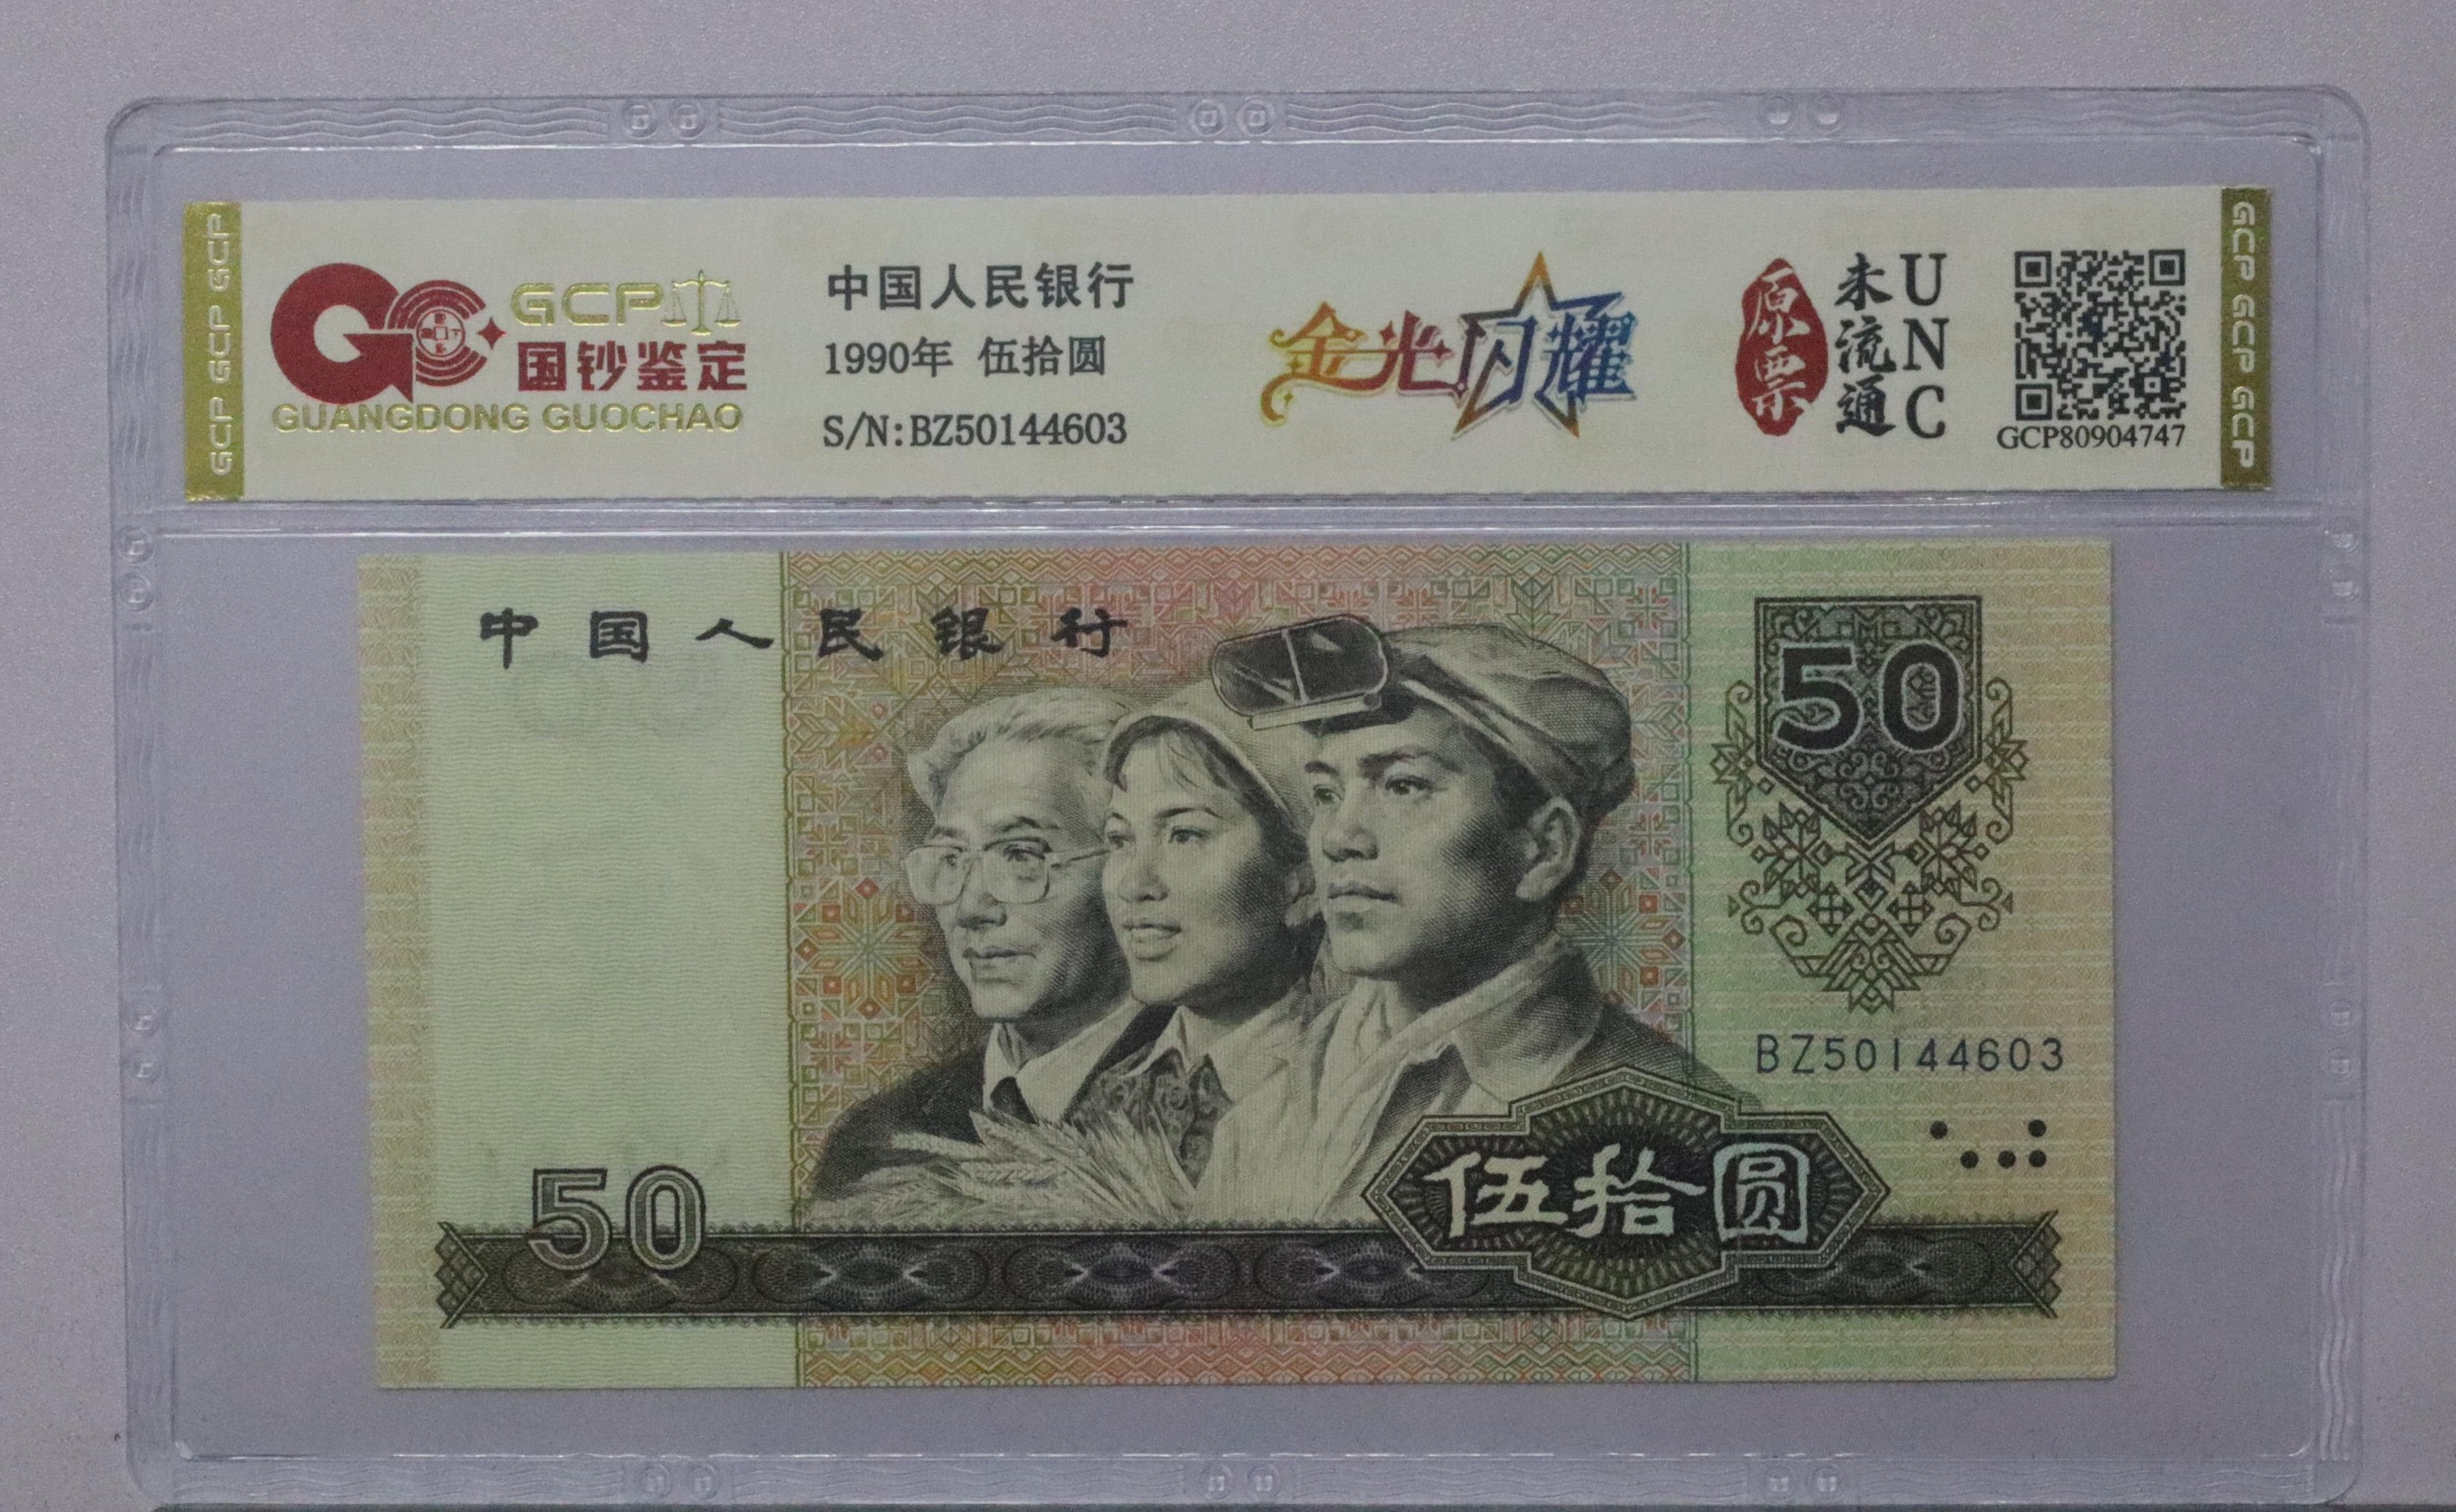 GCP GCP GCP
GCP
国钞鉴定
GUANGDONG GUOCHAO
中国人民银行
1990年 伍拾圆
S/N:BZ50144603
金光闪耀
原票
未流通
UNC
GCP80904747
GCP GCP GCP
中国人民银行
50
BZ50144603
50
伍拾圆